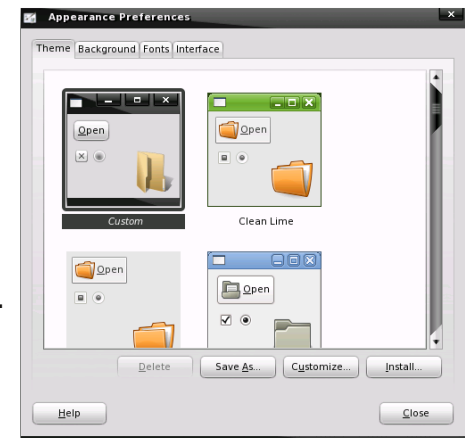 Appearance Preferences
Theme Background Fonts Interface
Open
Open
Custom
Clean Lime
Open
Open
Delete Save As... Customize... Install...
Help
Close